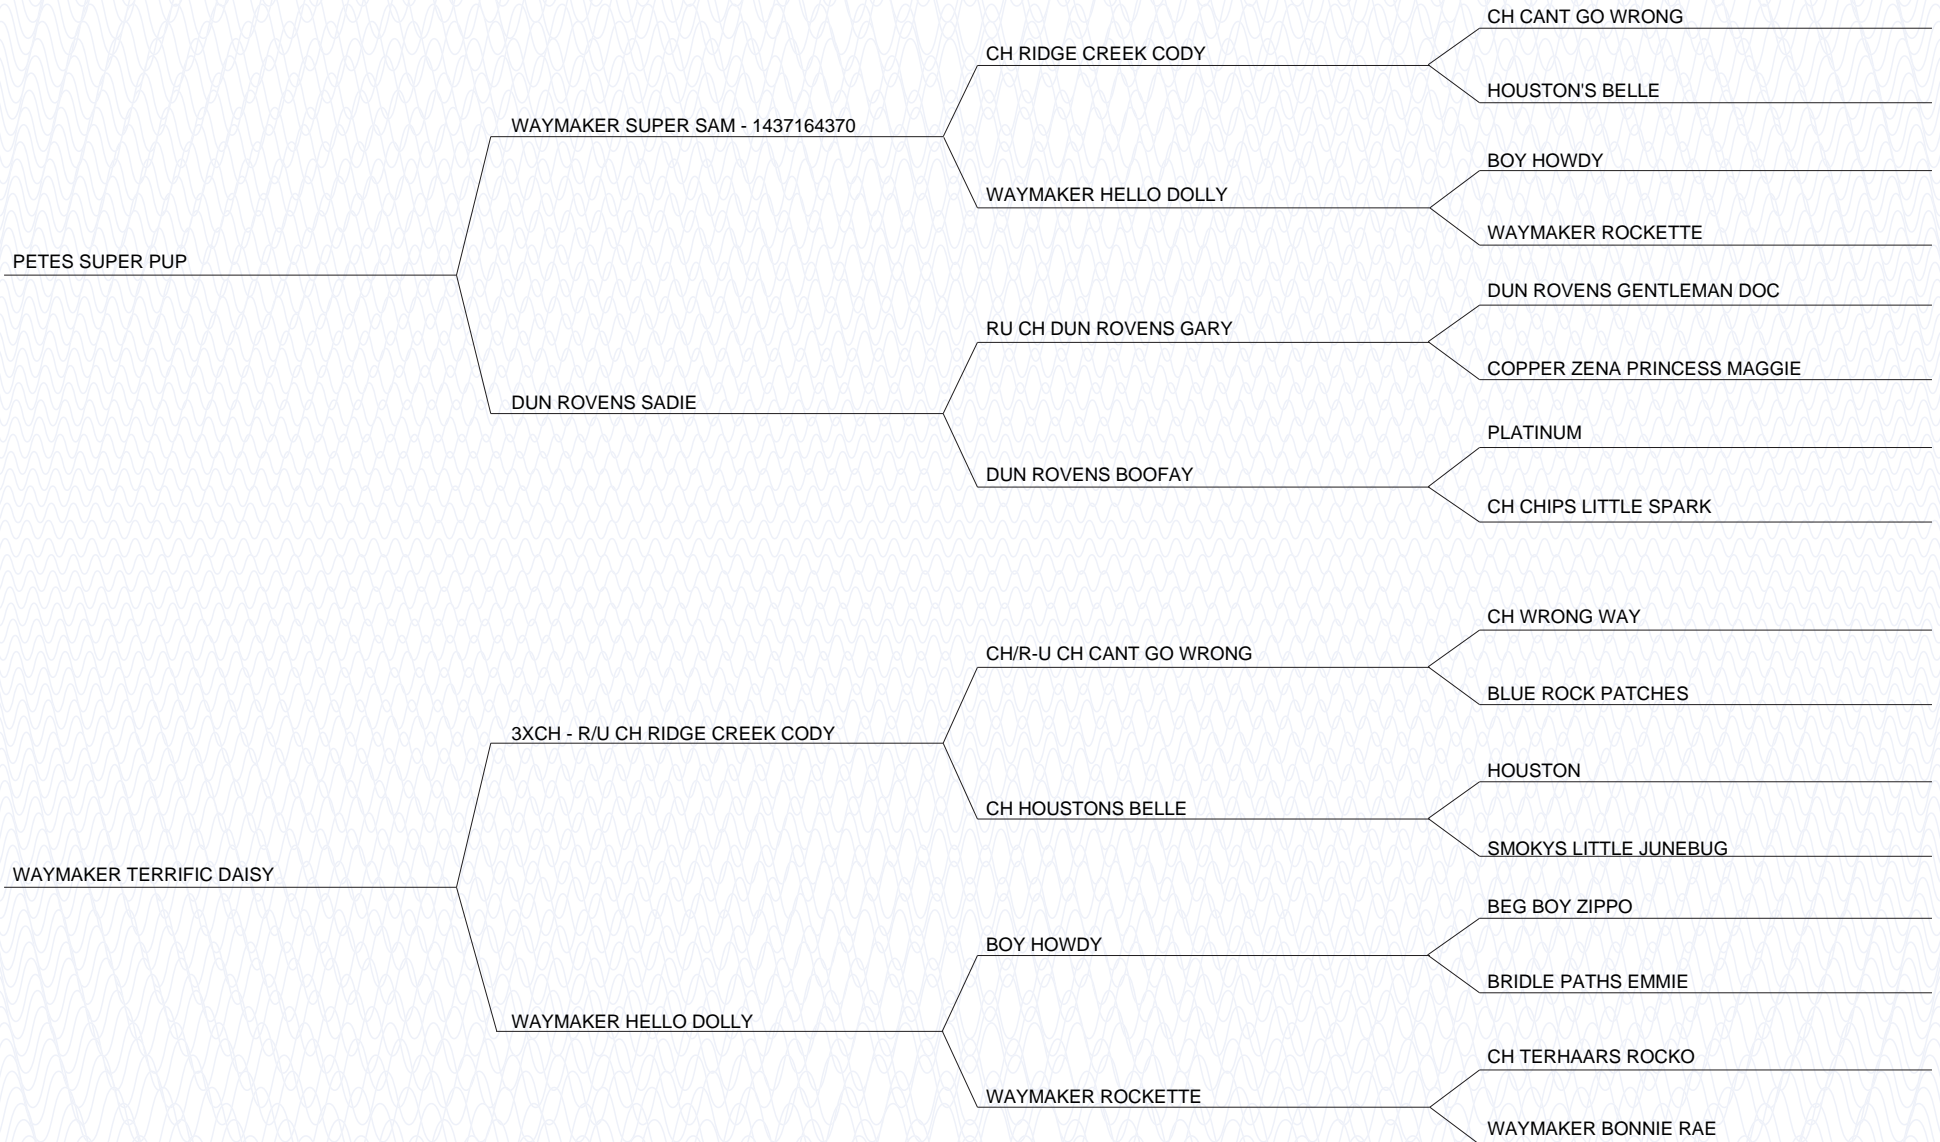 CH CANT GO WRONG
CH RIDGE CREEK CODY
HOUSTON'S BELLE
WAYMAKER SUPER SAM - 1437164370
BOY HOWDY
WAYMAKER HELLO DOLLY
WAYMAKER ROCKETTE
PETES SUPER PUP
DUN ROVENS GENTLEMAN DOC
RU CH DUN ROVENS GARY
COPPER ZENA PRINCESS MAGGIE
DUN ROVENS SADIE
PLATINUM
DUN ROVENS BOOFAY
CH CHIPS LITTLE SPARK
CH WRONG WAY
CH/R-U CH CANT GO WRONG
BLUE ROCK PATCHES
3XCH - R/U CH RIDGE CREEK CODY
HOUSTON
CH HOUSTONS BELLE
SMOKYS LITTLE JUNEBUG
WAYMAKER TERRIFIC DAISY
BEG BOY ZIPPO
BOY HOWDY
BRIDLE PATHS EMMIE
WAYMAKER HELLO DOLLY
CH TERHAARS ROCKO
WAYMAKER ROCKETTE
WAYMAKER BONNIE RAE